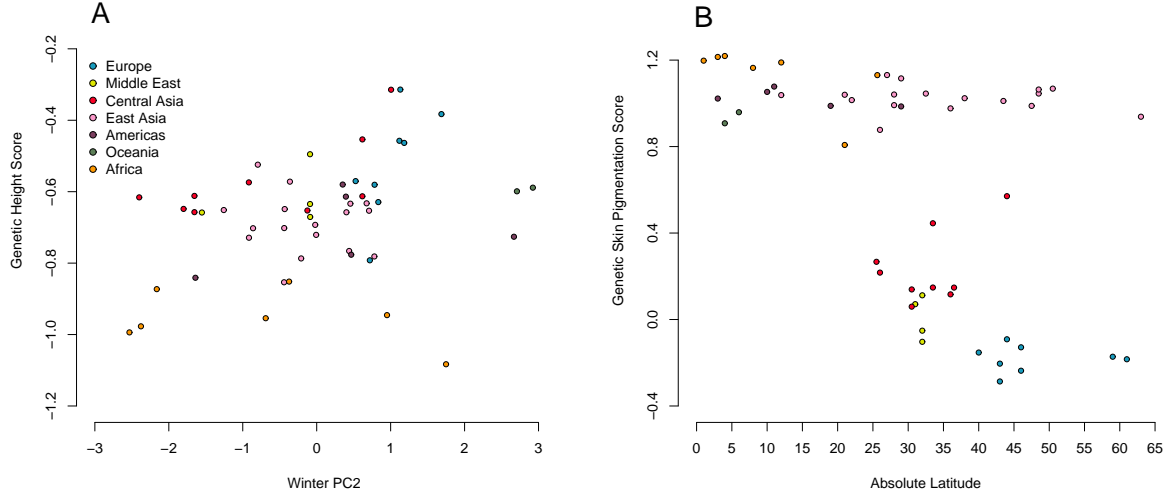 A
Genetic Height Score
−0.2
−0.4
−0.6
−0.8
−1.0
−1.2
Europe
Middle East
Central Asia
East Asia
Americas
Oceania
Africa
−3 −2 −1 0 1 2 3
Winter PC2
B
Genetic Skin Pigmentation Score
1.2
0.8
0.4
0.0
−0.4
0 5 10 15 20 25 30 35 40 45 50 55 60 65
Absolute Latitude